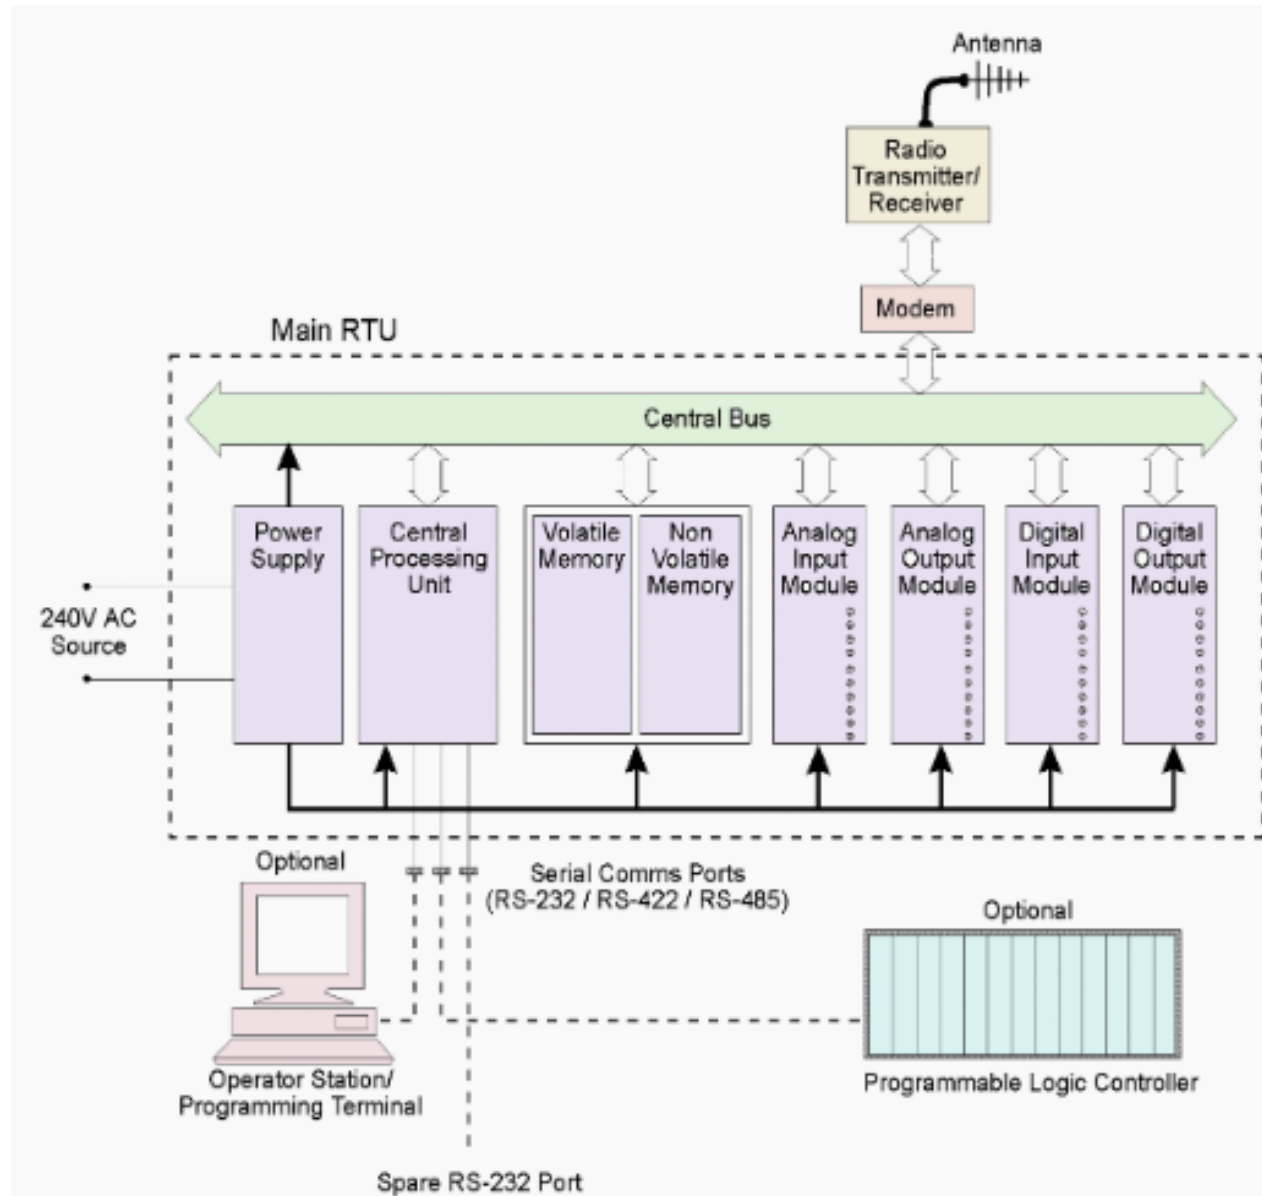 Antenna
Radio
Transmitter/
Receiver
Modem
Main RTU
Central Bus
Power
Supply
Central
Processing
Unit
Volatile
Memory
Non
Volatile
Memory
Analog
Input
Module
Analog
Output
Module
Digital
Input
Module
Digital
Output
Module
240V AC
Source
Optional
Serial Comms Ports
(RS-232 / RS-422 / RS-485)
Optional
Operator Station/
Programming Terminal
Programmable Logic Controller
Spare RS-232 Port